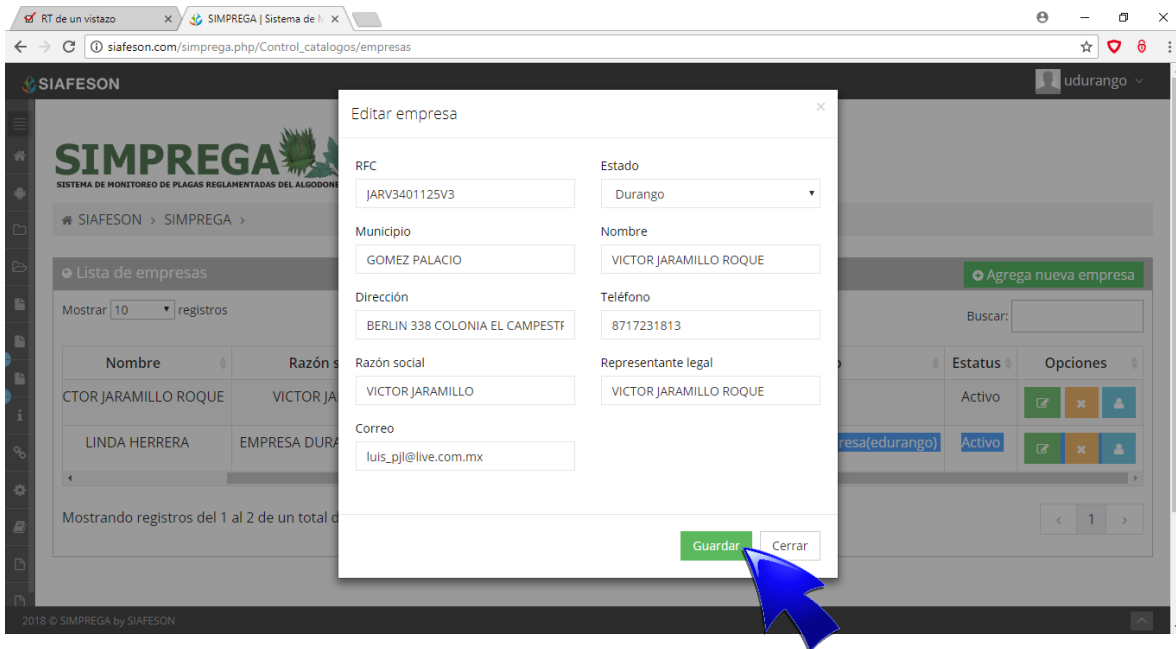 RT de un vistazo
SIMPREGA | Sistema de
siafeson.com/simprega.php/Control_catalogos/empresas
SIAFESON
udurango
Editar empresa
SIMPREGA
SISTEMA DE MONITOREO DE PLAGAS REGLAMENTADAS DEL ALGODONE
RFC
Estado
JARV3401125V3
Durango
SIAFESON > SIMPREGA >
Municipio
Nombre
GOMEZ PALACIO
VICTOR JARAMILLO ROQUE
Lista de empresas
Agrega nueva empresa
Dirección
Teléfono
Mostrar 10 registros
Buscar:
BERLIN 338 COLONIA EL CAMPESTF
8717231813
Nombre
Razón s
Razón social
Representante legal
Estatus
Opciones
CTOR JARAMILLO ROQUE
VICTOR JA
VICTOR JARAMILLO
VICTOR JARAMILLO ROQUE
Activo
Correo
LINDA HERRERA
EMPRESA DURA
luis_pjl@live.com.mx
resa(edurango)
Activo
Mostrando registros del 1 al 2 de un total d
< 1 >
Guardar
Cerrar
2018 © SIMPREGA by SIAFESON